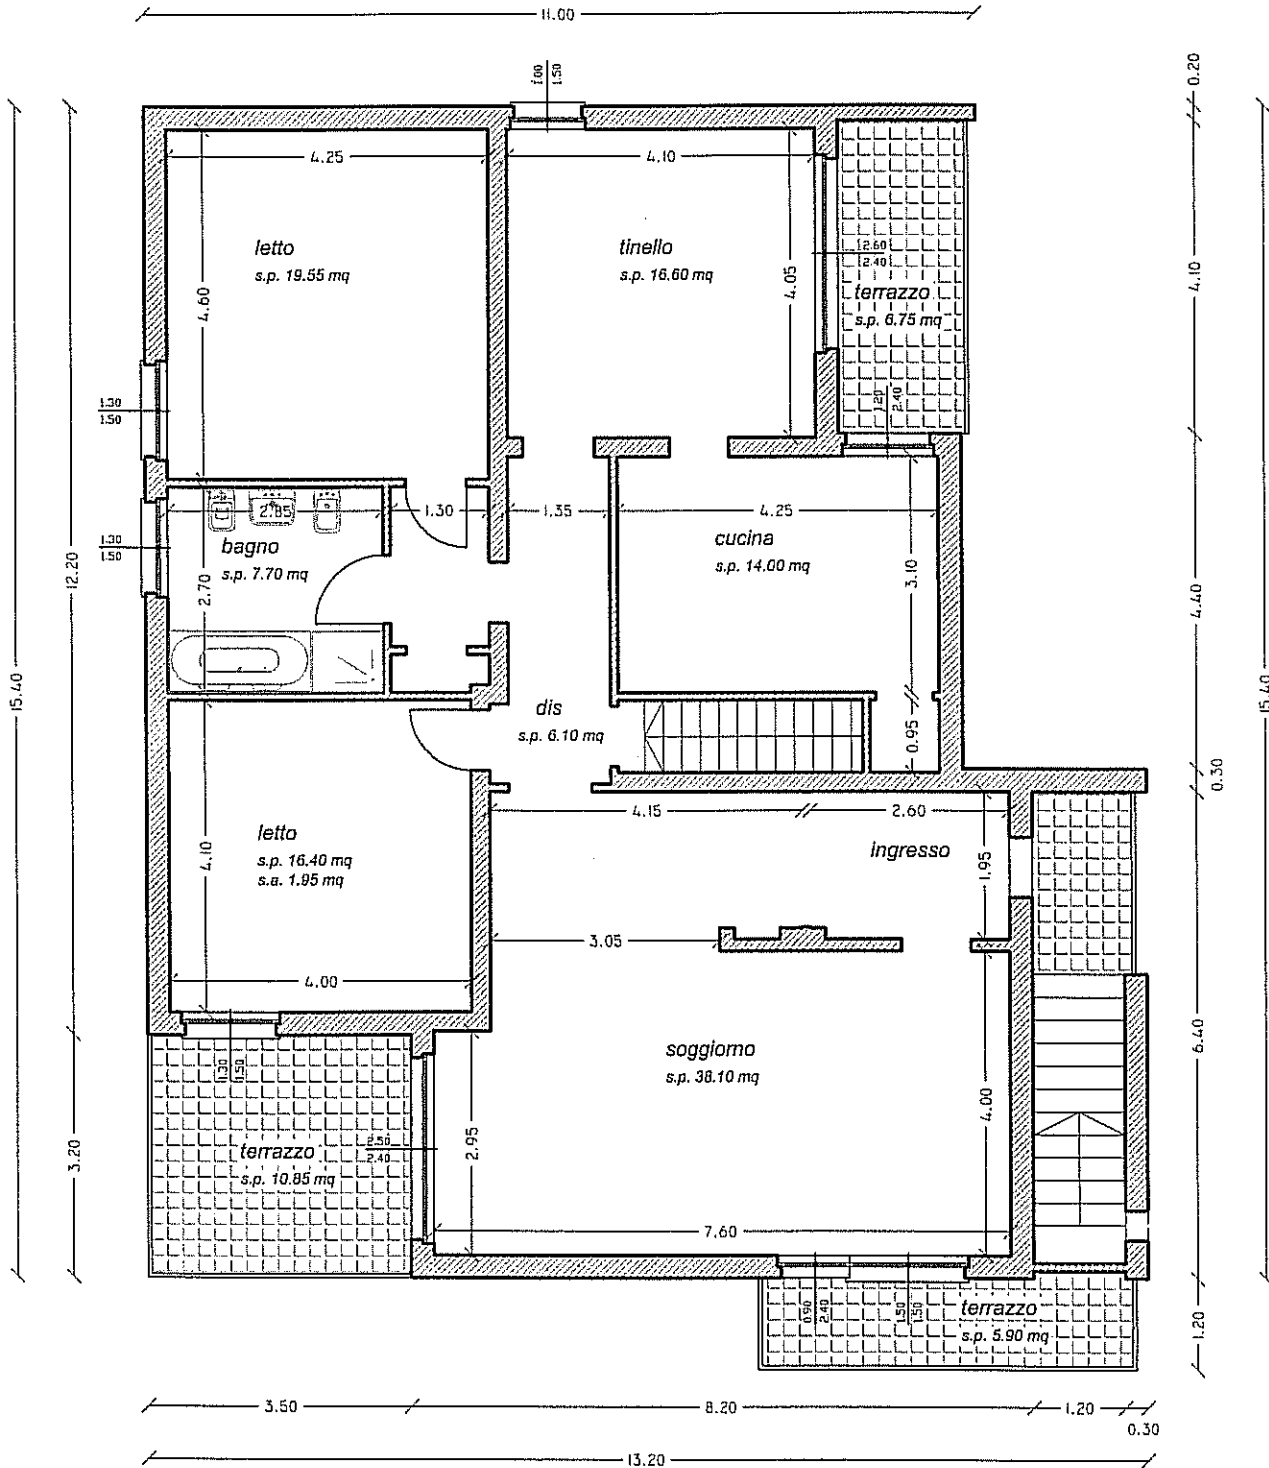 11.00
1.00
1.50
0.20
4.25
4.10
letto
s.p. 19.55 mq
tinello
s.p. 16.60 mq
2.60
2.40
4.05
4.60
terrazzo
s.p. 6.75 mq
4.10
1.30
1.50
1.20
2.40
2.85
1.30
1.35
4.25
bagno
s.p. 7.70 mq
cucina
s.p. 14.00 mq
1.30
1.50
2.70
3.10
12.20
4.40
15.40
15.40
dis
s.p. 6.10 mq
0.95
0.30
4.15
2.60
letto
s.p. 16.40 mq
s.a. 1.95 mq
4.10
ingresso
1.95
3.05
4.00
soggiorno
s.p. 38.10 mq
6.40
1.30
1.50
4.00
terrazzo
s.p. 10.85 mq
2.50
2.40
2.95
3.20
7.60
0.90
2.40
1.50
1.50
terrazzo
s.p. 5.90 mq
1.20
3.50
8.20
1.20
0.30
13.20